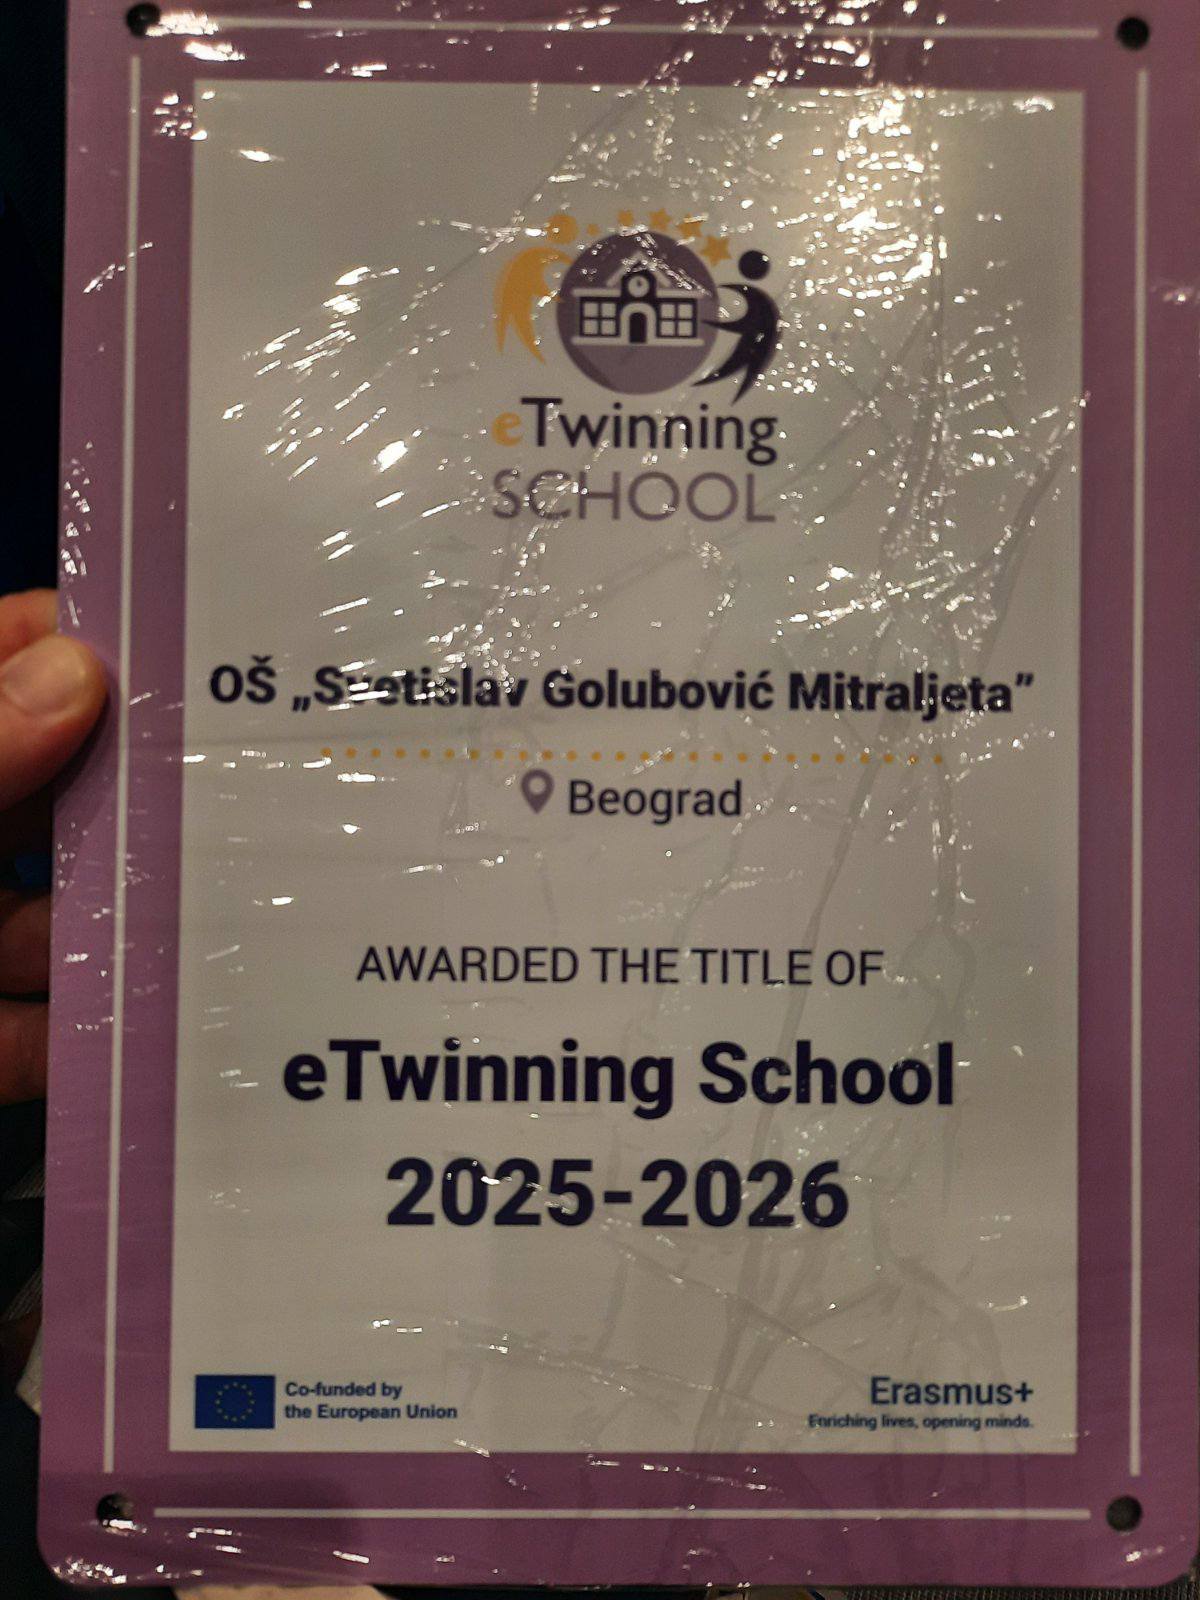 eTwinning
SCHOOL
OŠ „Svetislav Golubović Mitraljeta”
Beograd
AWARDED THE TITLE OF
eTwinning School
2025-2026
Co-funded by
the European Union
Erasmus+
Enriching lives, opening minds.